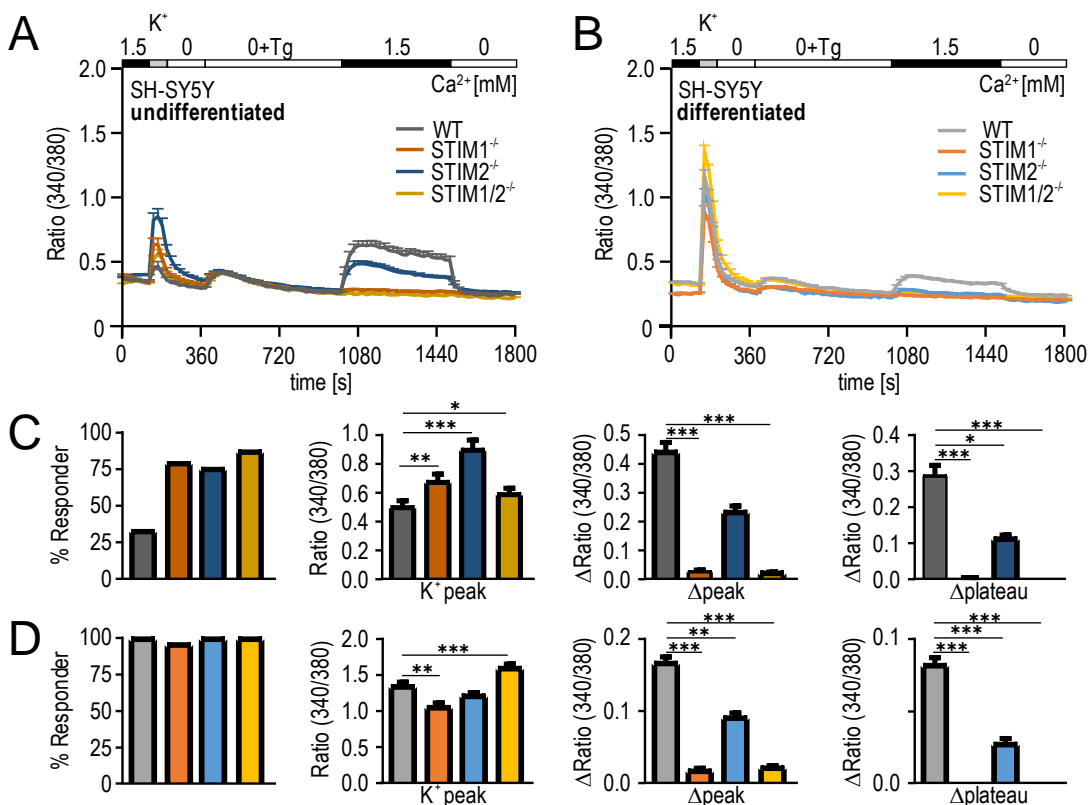 A
K⁺
1.5 0 0+Tg 1.5 0
Ca²⁺ [mM]
SH-SY5Y
undifferentiated
WT
STIM1⁻/⁻
STIM2⁻/⁻
STIM1/2⁻/⁻
Ratio (340/380)
2.0
1.5
1.0
0.5
0
0 360 720 1080 1440 1800
time [s]
B
K⁺
1.5 0 0+Tg 1.5 0
Ca²⁺ [mM]
SH-SY5Y
differentiated
WT
STIM1⁻/⁻
STIM2⁻/⁻
STIM1/2⁻/⁻
Ratio (340/380)
2.0
1.5
1.0
0.5
0
0 360 720 1080 1440 1800
time [s]
C
% Responder
100
75
50
25
0
Ratio (340/380)
1.0
0.8
0.6
0.4
0.2
0.0
*
***
**
K⁺ peak
ΔRatio (340/380)
0.5
0.4
0.3
0.2
0.1
0.0
***
***
Δpeak
ΔRatio (340/380)
0.4
0.3
0.2
0.1
0.0
***
*
***
Δplateau
D
% Responder
100
75
50
25
0
Ratio (340/380)
2.0
1.5
1.0
0.5
0.0
***
**
K⁺ peak
ΔRatio (340/380)
0.2
0.1
0.0
***
**
***
Δpeak
ΔRatio (340/380)
0.1
0.0
***
***
***
Δplateau